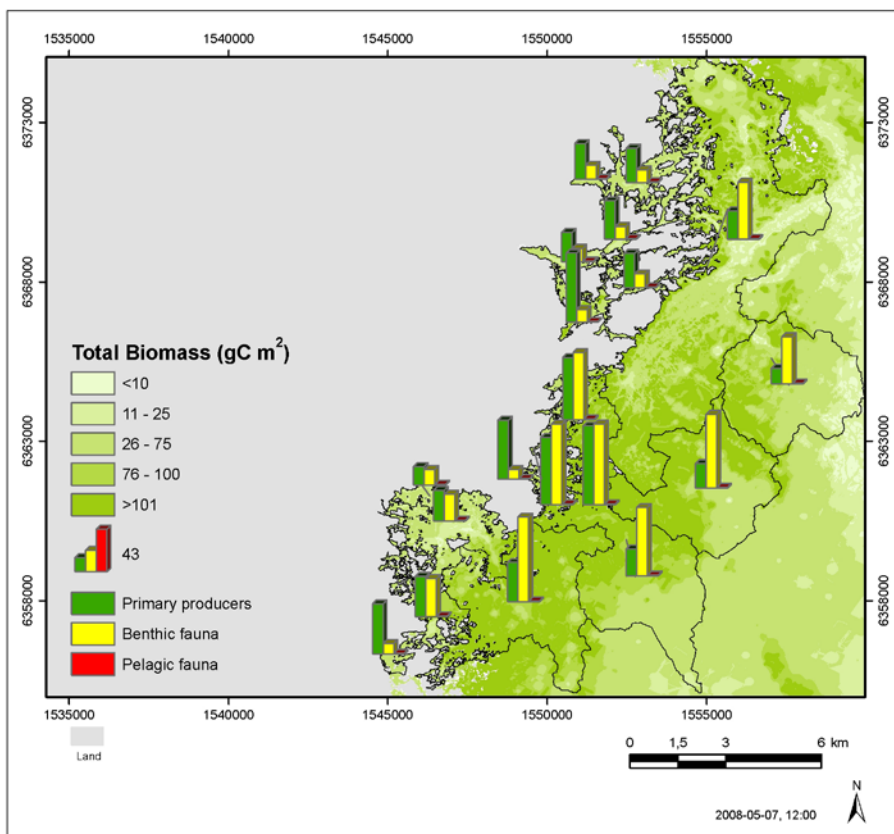 1535000 1540000 1545000 1550000 1555000
6373000 6373000
6368000 6368000
Total Biomass (gC m²)
<10
11 - 25
26 - 75
76 - 100
>101
43
6363000 6363000
Primary producers
Benthic fauna
Pelagic fauna
6358000 6358000
1535000 1540000 1545000 1550000 1555000
Land
0 1,5 3 6 km
N
2008-05-07, 12:00